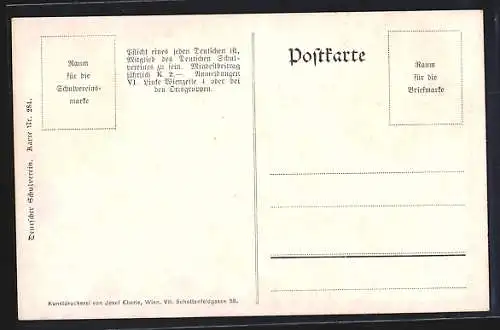 Raum
für die
Schulvereins-
marke
Pflicht eines jeden Deutschen ist,
Mitglied des Deutschen Schul-
vereines zu sein. Mindestbeitrag
jährlich K 2.— Anmeldungen
VI. Linke Wienzeile 4 oder bei
den Ortsgruppen.
Postkarte
Raum
für die
Briefmarke
Deutscher Schulverein. Karte Nr. 284.
Kunstdruckerei von Josef Eberle, Wien, VII. Schottenfeldgasse 38.